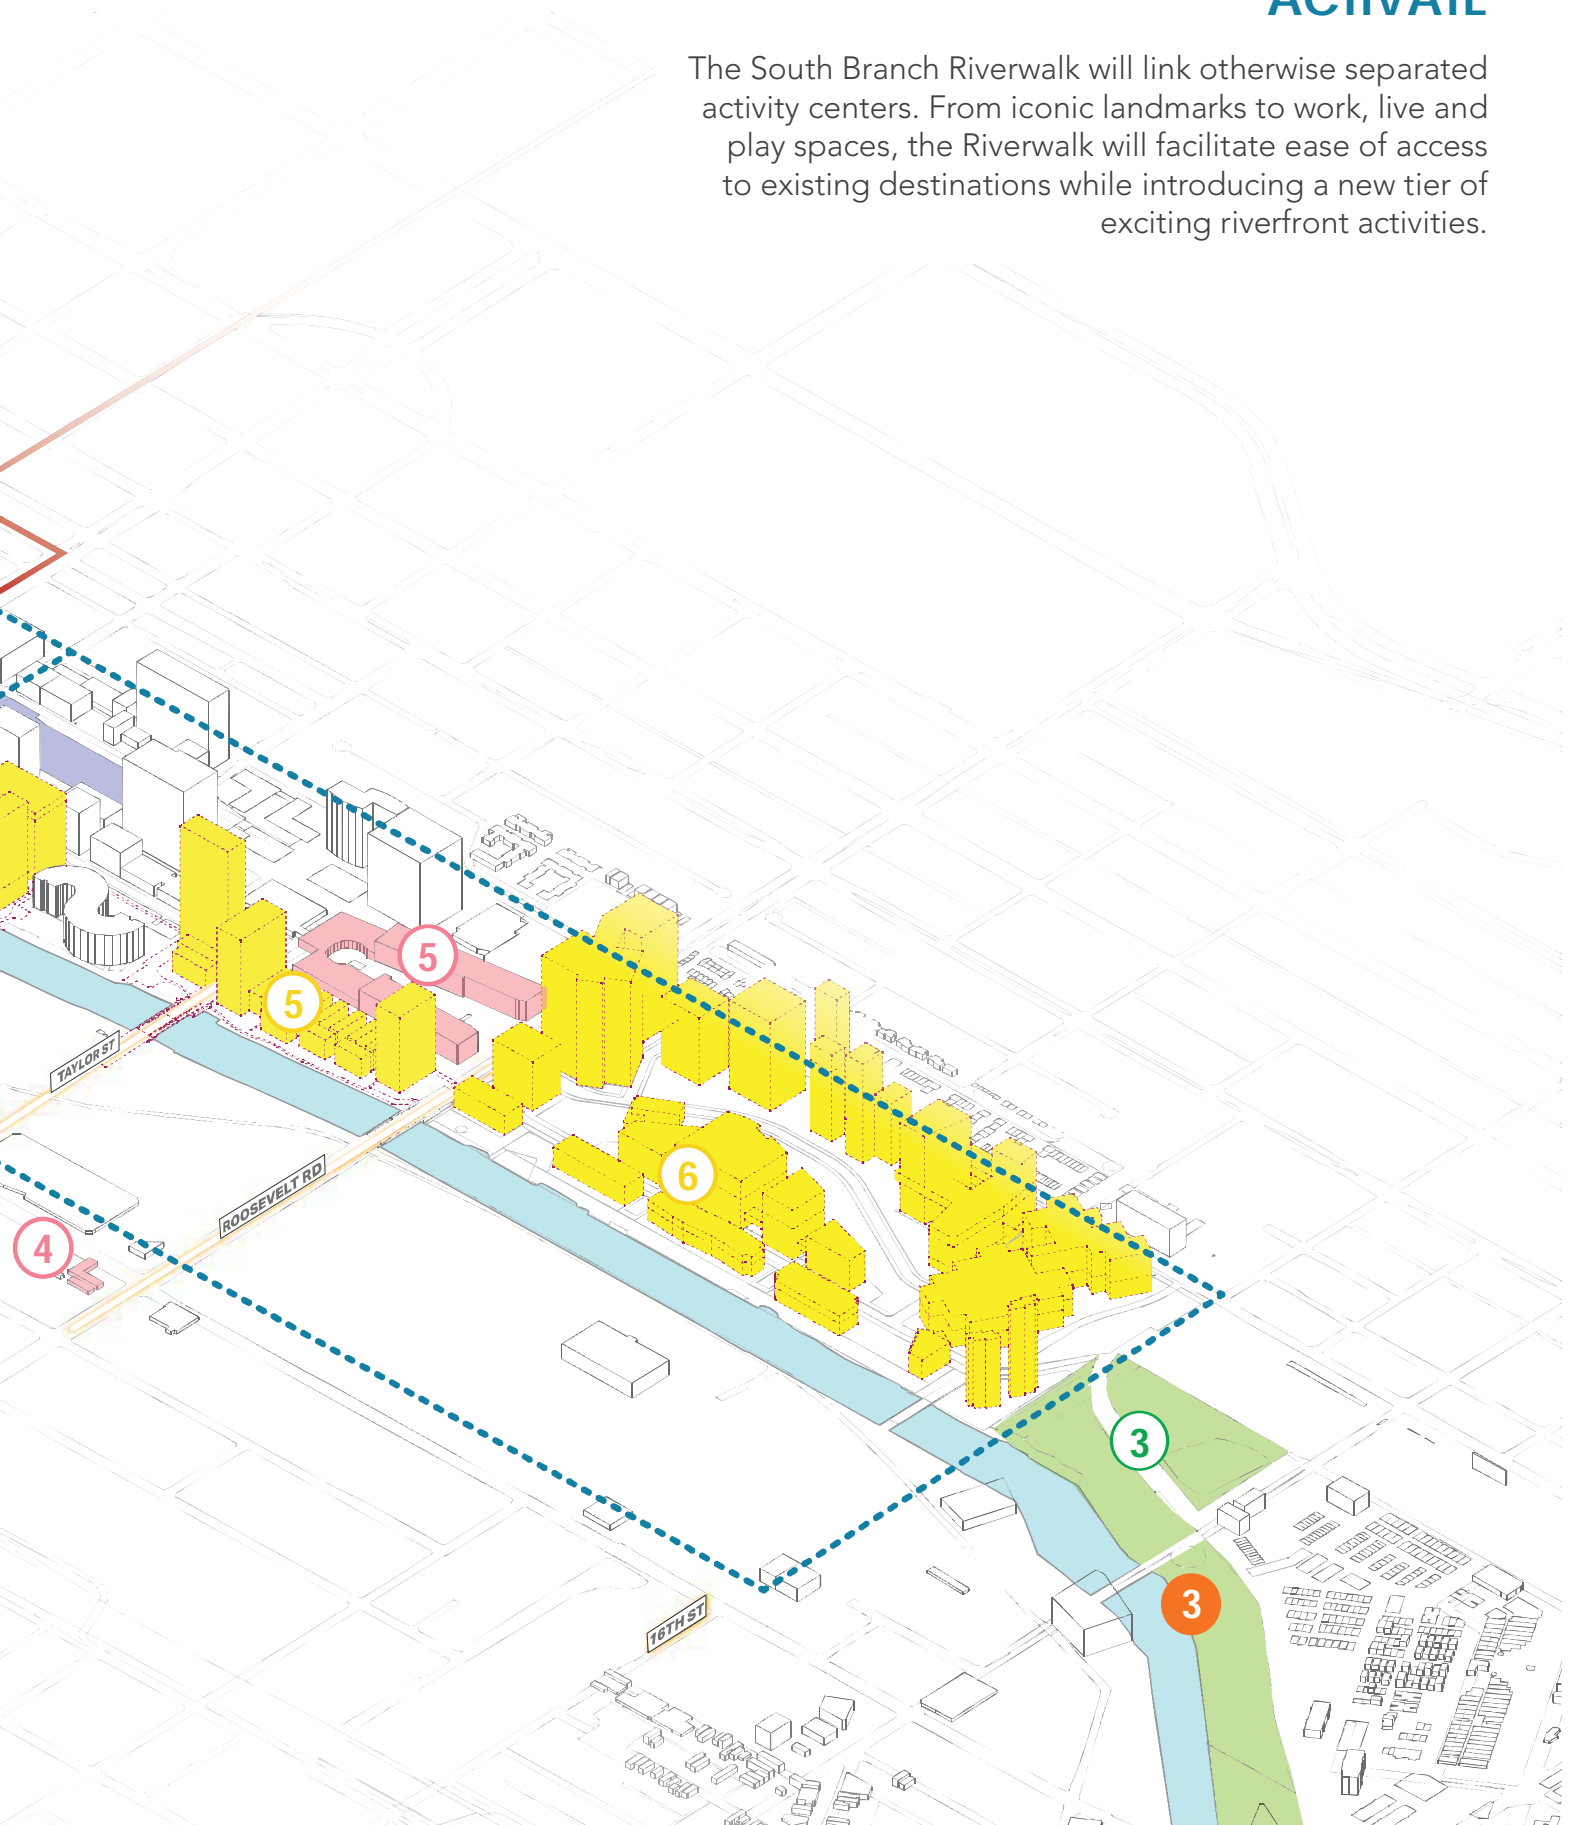 ACTIVATE
The South Branch Riverwalk will link otherwise separated
activity centers. From iconic landmarks to work, live and
play spaces, the Riverwalk will facilitate ease of access
to existing destinations while introducing a new tier of
exciting riverfront activities.
5
5
TAYLOR ST
6
ROOSEVELT RD
4
3
3
16TH ST